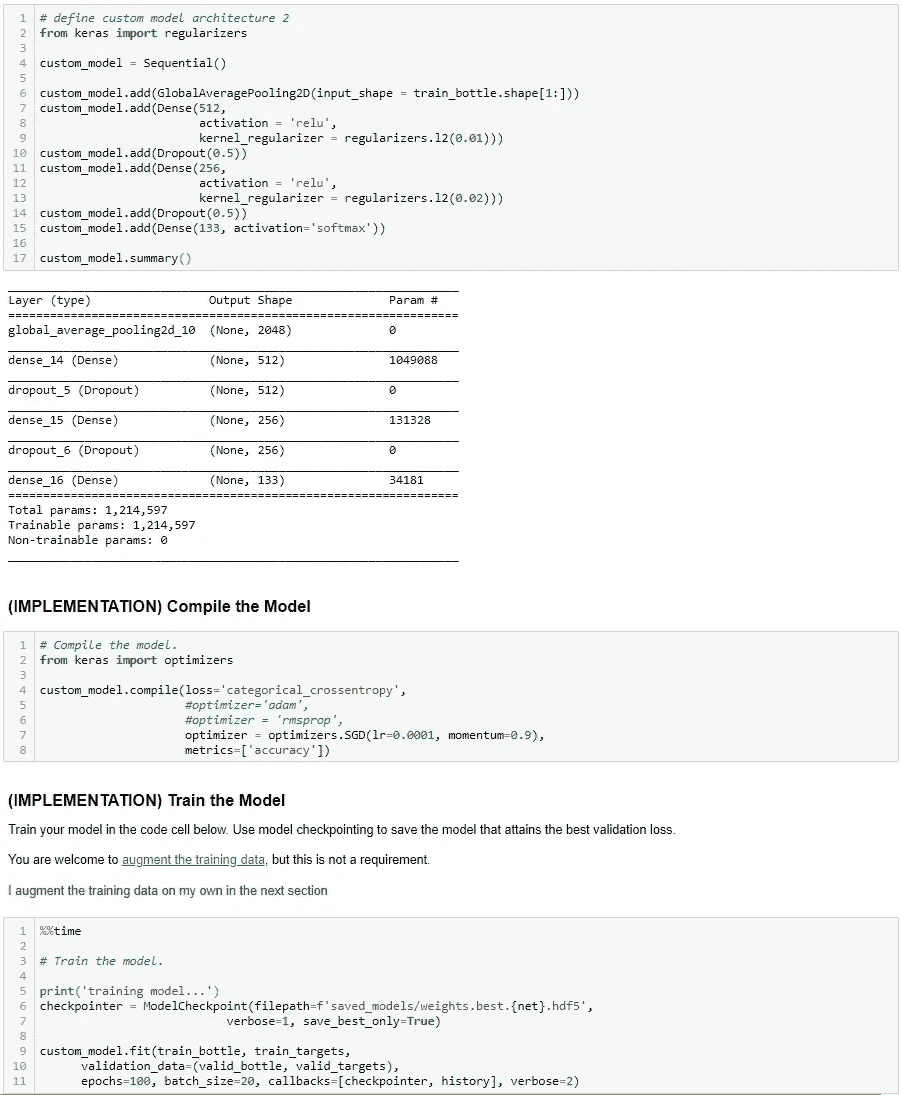 1 # define custom model architecture 2
2 from keras import regularizers
3
4 custom_model = Sequential()
5
6 custom_model.add(GlobalAveragePooling2D(input_shape = train_bottle.shape[1:]))
7 custom_model.add(Dense(512,
8 activation = 'relu',
9 kernel_regularizer = regularizers.l2(0.01)))
10 custom_model.add(Dropout(0.5))
11 custom_model.add(Dense(256,
12 activation = 'relu',
13 kernel_regularizer = regularizers.l2(0.02)))
14 custom_model.add(Dropout(0.5))
15 custom_model.add(Dense(133, activation='softmax'))
16
17 custom_model.summary()
Layer (type) Output Shape Param #
global_average_pooling2d_10 (None, 2048) 0
dense_14 (Dense) (None, 512) 1049088
dropout_5 (Dropout) (None, 512) 0
dense_15 (Dense) (None, 256) 131328
dropout_6 (Dropout) (None, 256) 0
dense_16 (Dense) (None, 133) 34181
Total params: 1,214,597
Trainable params: 1,214,597
Non-trainable params: 0
(IMPLEMENTATION) Compile the Model
1 # Compile the model.
2 from keras import optimizers
3
4 custom_model.compile(loss='categorical_crossentropy',
5 #optimizer='adam',
6 #optimizer = 'rmsprop',
7 optimizer = optimizers.SGD(lr=0.0001, momentum=0.9),
8 metrics=['accuracy'])
(IMPLEMENTATION) Train the Model
Train your model in the code cell below. Use model checkpointing to save the model that attains the best validation loss.
You are welcome to augment the training data, but this is not a requirement.
I augment the training data on my own in the next section
1 %%time
2
3 # Train the model.
4
5 print('training model...')
6 checkpointer = ModelCheckpoint(filepath=f'saved_models/weights.best.{net}.hdf5',
7 verbose=1, save_best_only=True)
8
9 custom_model.fit(train_bottle, train_targets,
10 validation_data=(valid_bottle, valid_targets),
11 epochs=100, batch_size=20, callbacks=[checkpointer, history], verbose=2)